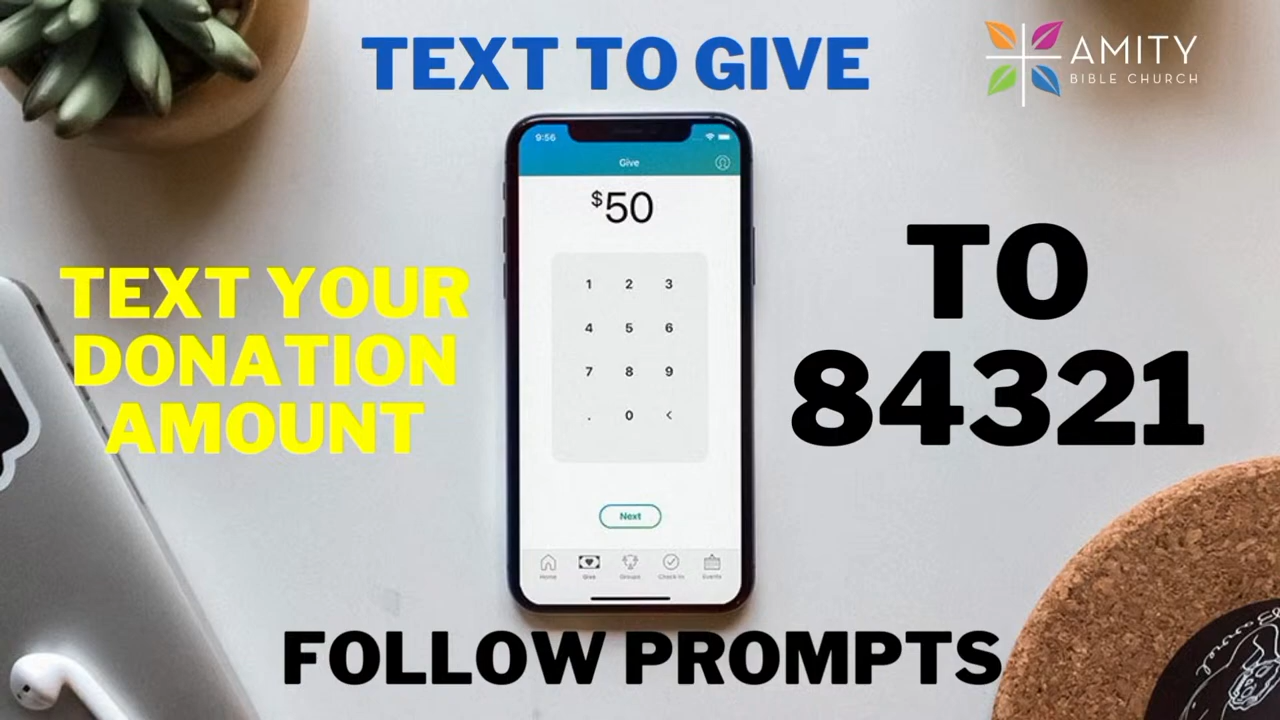 TEXT TO GIVE
AMITY
BIBLE CHURCH
9:56
Give
$50
TEXT YOUR
DONATION
AMOUNT
1 2 3
4 5 6
7 8 9
. 0 <
TO
84321
Next
Home Give Groups Check-In Events
FOLLOW PROMPTS